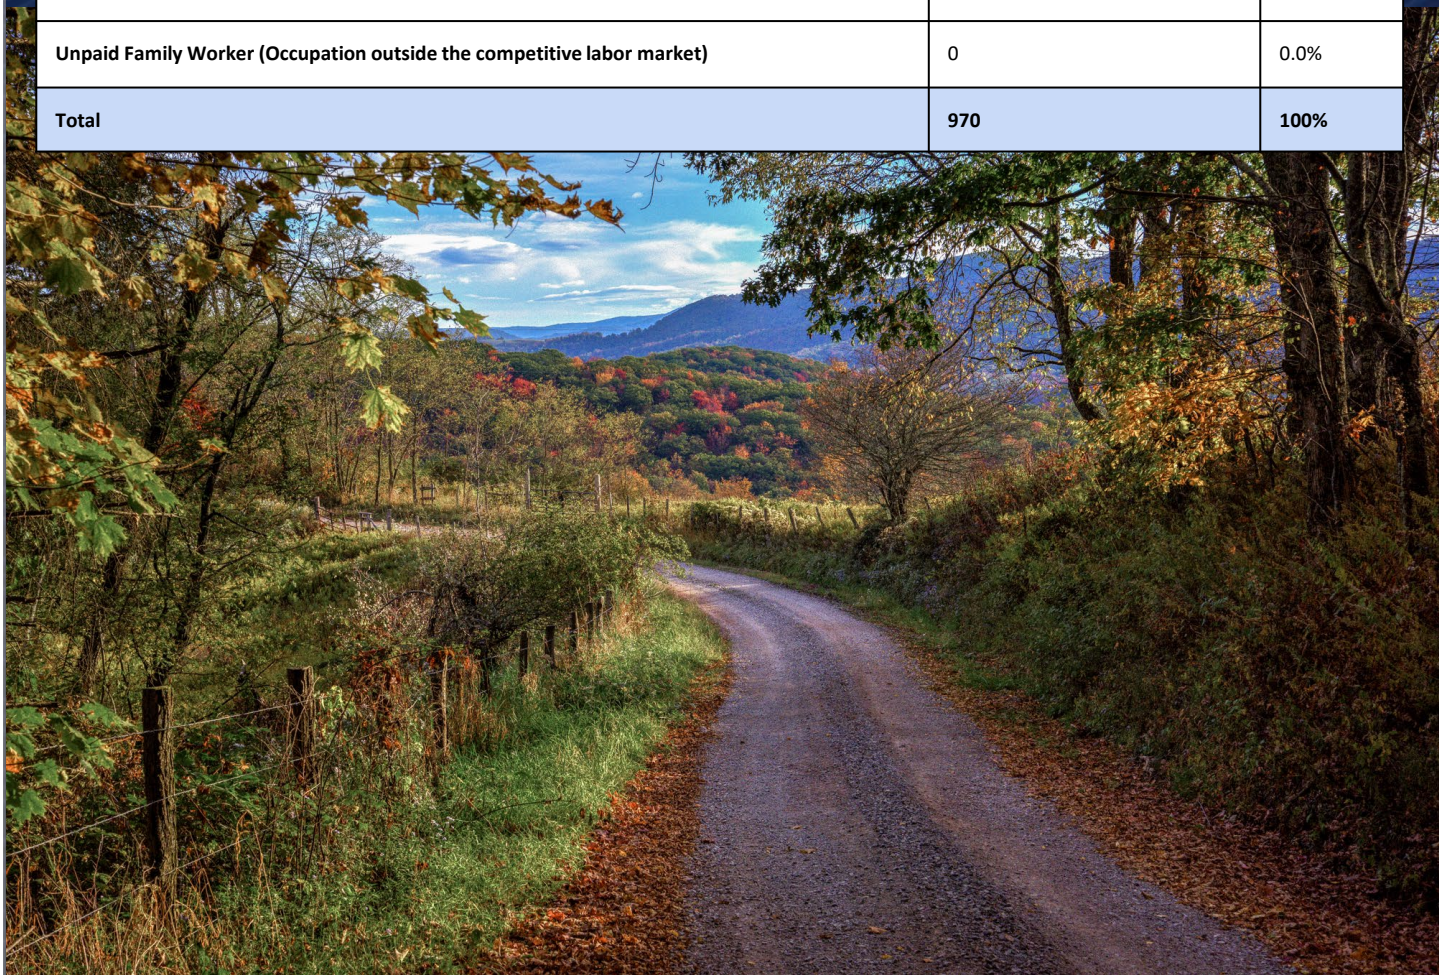 Unpaid Family Worker (Occupation outside the competitive labor market) 0 0.0%
Total 970 100%